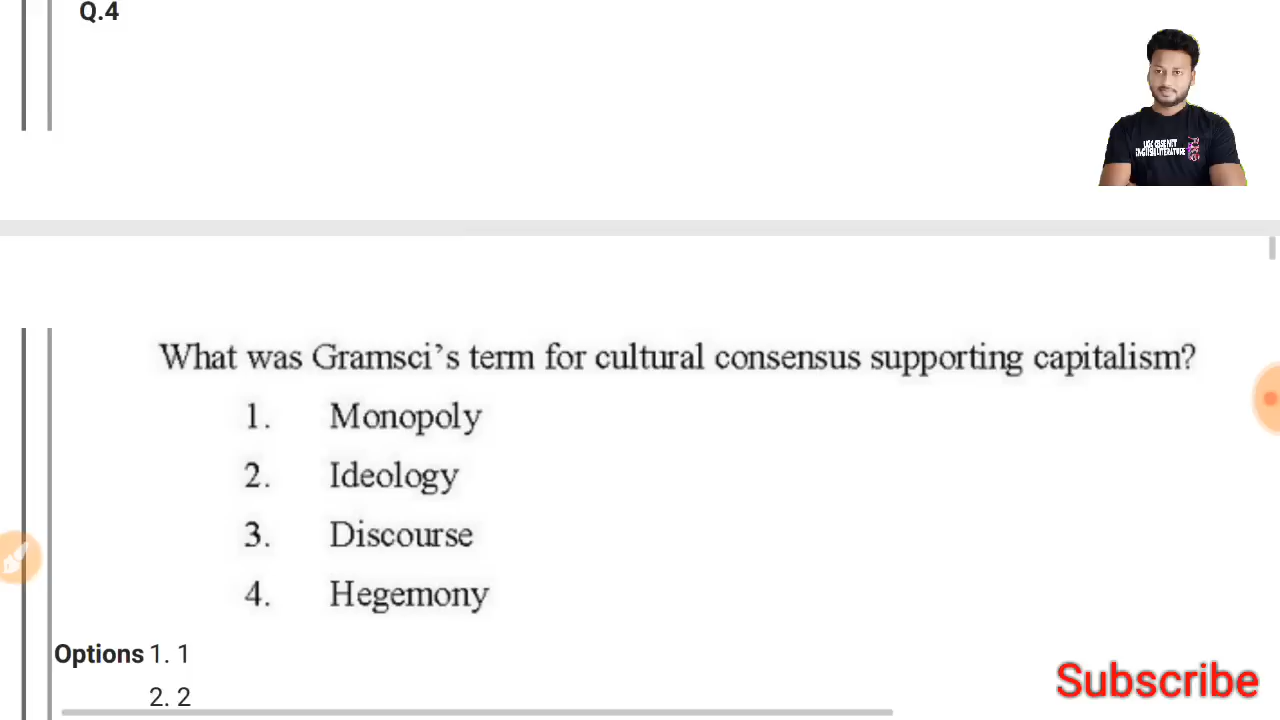 Q.4
What was Gramsci's term for cultural consensus supporting capitalism?
1. Monopoly
2. Ideology
3. Discourse
4. Hegemony
Options 1. 1
2. 2
Subscribe